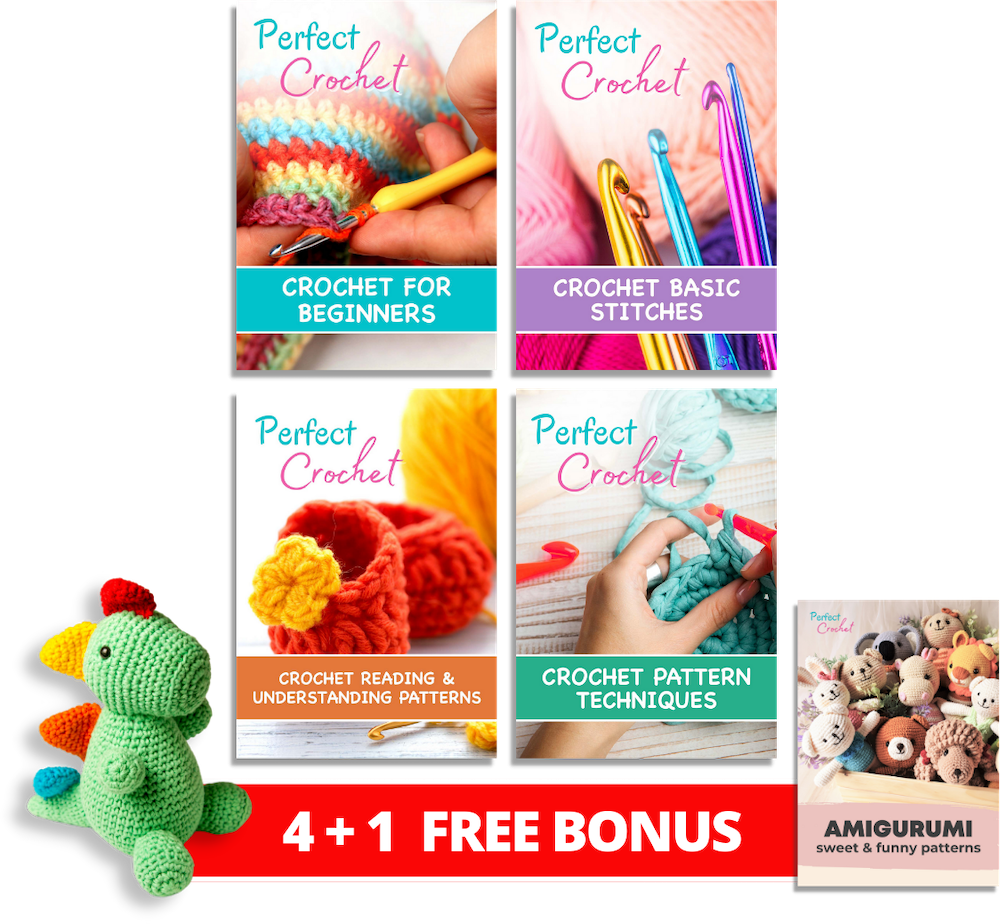 Perfect
Crochet
CROCHET FOR
BEGINNERS
Perfect
Crochet
CROCHET BASIC
STITCHES
Perfect
Crochet
CROCHET READING &
UNDERSTANDING PATTERNS
Perfect
Crochet
CROCHET PATTERN
TECHNIQUES
Perfect
Crochet
AMIGURUMI
sweet & funny patterns
4 + 1 FREE BONUS